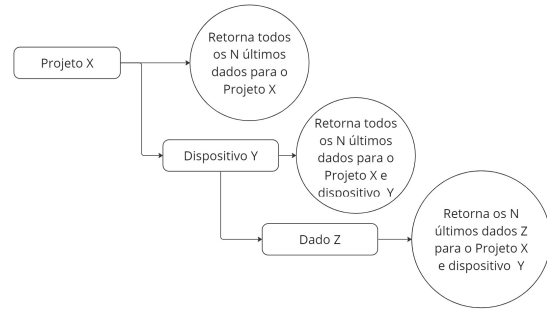 Projeto X
Retorna todos
os N últimos
dados para o
Projeto X
Dispositivo Y
Retorna todos
os N últimos
dados para o
Projeto X e
dispositivo Y
Dado Z
Retorna os N
últimos dados Z
para o Projeto X
e dispositivo Y